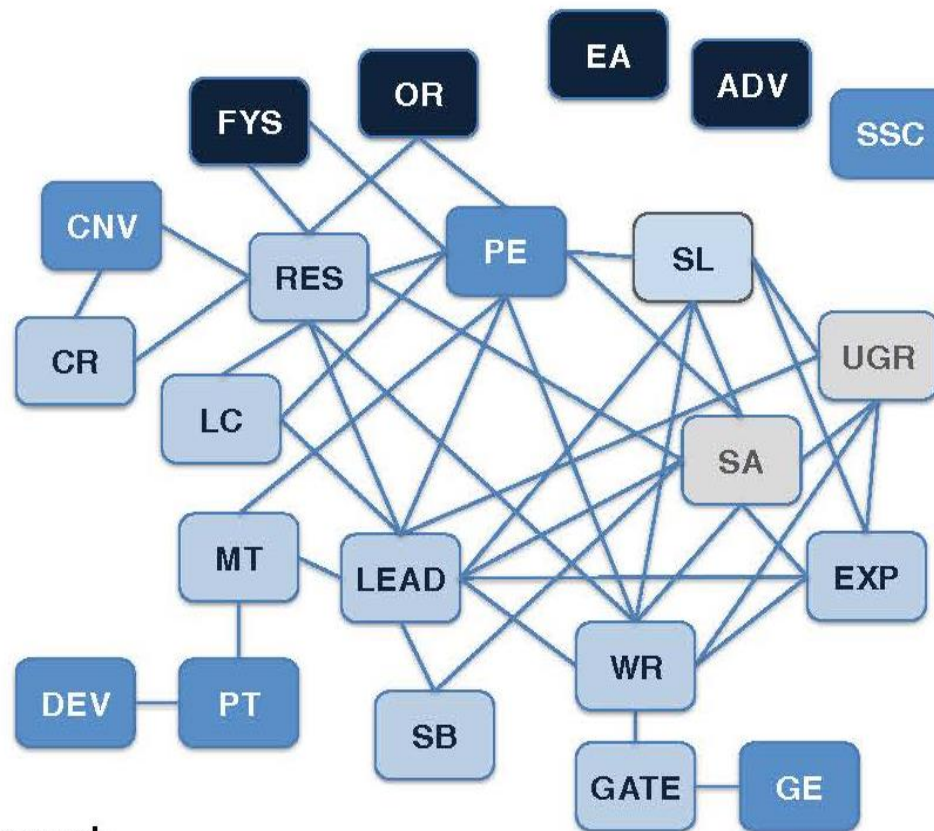 EA
OR
ADV
FYS
SSC
CNV
PE
SL
RES
UGR
CR
LC
SA
MT
LEAD
EXP
WR
DEV
PT
SB
GATE
GE